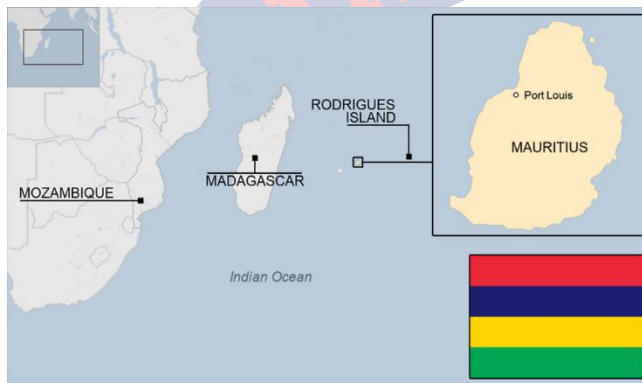 RODRIGUES
ISLAND
Port Louis
MAURITIUS
MOZAMBIQUE
MADAGASCAR
Indian Ocean